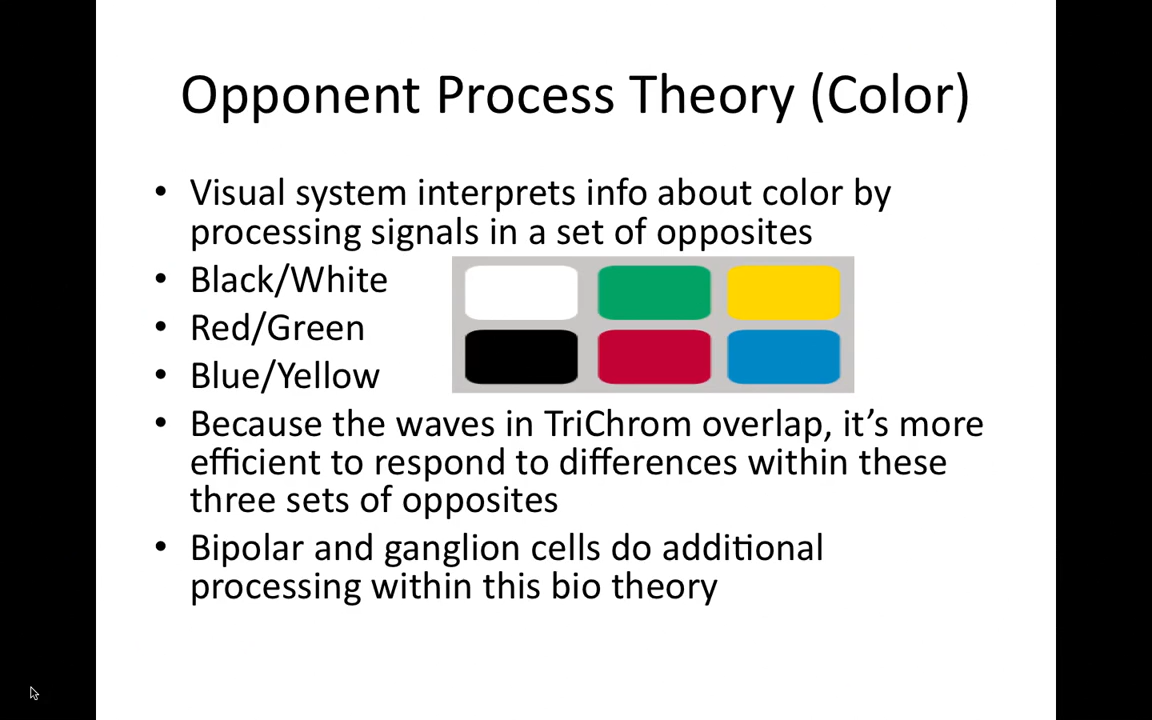 Opponent Process Theory (Color)
• Visual system interprets info about color by
processing signals in a set of opposites
• Black/White
• Red/Green
• Blue/Yellow
• Because the waves in TriChrom overlap, it’s more
efficient to respond to differences within these
three sets of opposites
• Bipolar and ganglion cells do additional
processing within this bio theory